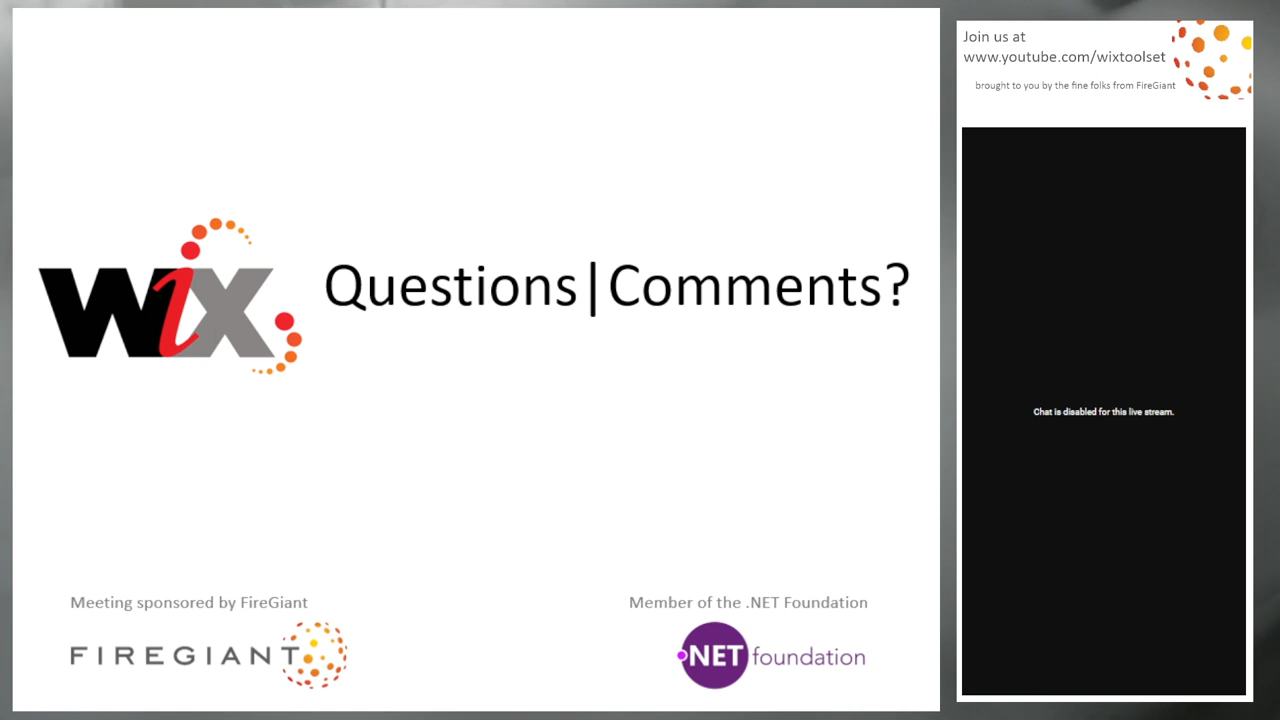 WiX
Questions|Comments?
Meeting sponsored by FireGiant
FIREGIANT
Member of the .NET Foundation
.NET foundation
Join us at
www.youtube.com/wixtoolset
brought to you by the fine folks from FireGiant
Chat is disabled for this live stream.